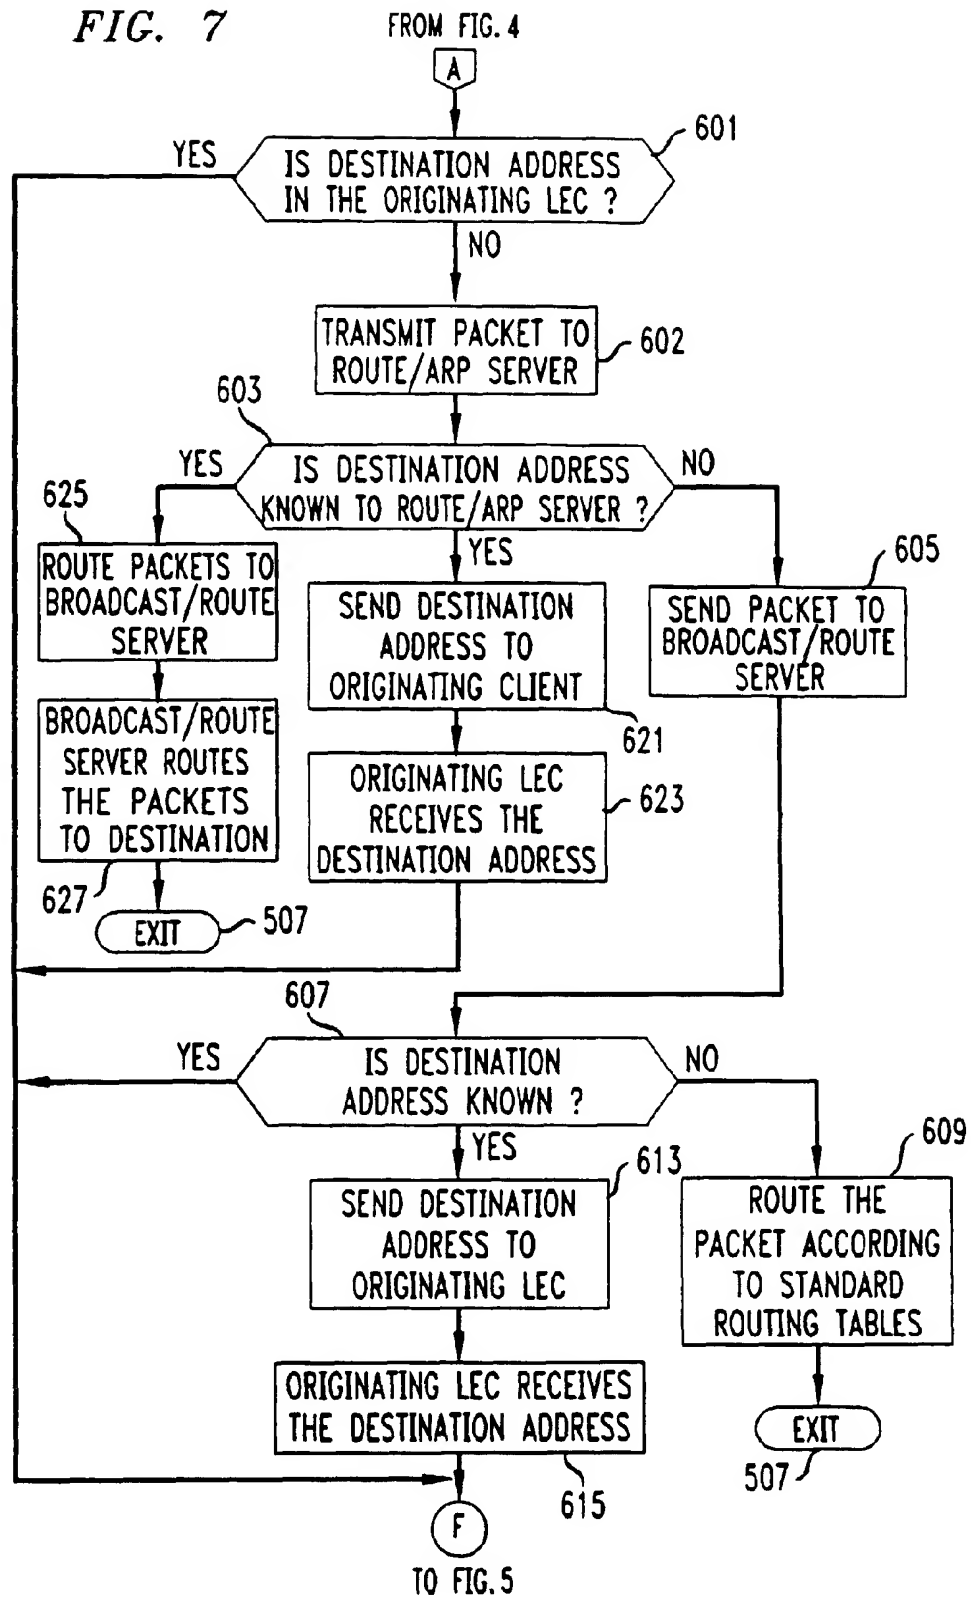 FIG. 7
FROM FIG. 4
A
601
YES
IS DESTINATION ADDRESS
IN THE ORIGINATING LEC ?
NO
TRANSMIT PACKET TO
ROUTE/ARP SERVER
602
603
YES
IS DESTINATION ADDRESS
KNOWN TO ROUTE/ARP SERVER ?
NO
625
YES
605
ROUTE PACKETS TO
BROADCAST/ROUTE
SERVER
SEND DESTINATION
ADDRESS TO
ORIGINATING CLIENT
621
SEND PACKET TO
BROADCAST/ROUTE
SERVER
BROADCAST/ROUTE
SERVER ROUTES
THE PACKETS
TO DESTINATION
627
ORIGINATING LEC
RECEIVES THE
DESTINATION ADDRESS
623
EXIT
507
607
YES
IS DESTINATION
ADDRESS KNOWN ?
NO
YES
613
609
SEND DESTINATION
ADDRESS TO
ORIGINATING LEC
ROUTE THE
PACKET ACCORDING
TO STANDARD
ROUTING TABLES
ORIGINATING LEC RECEIVES
THE DESTINATION ADDRESS
615
EXIT
507
F
TO FIG. 5